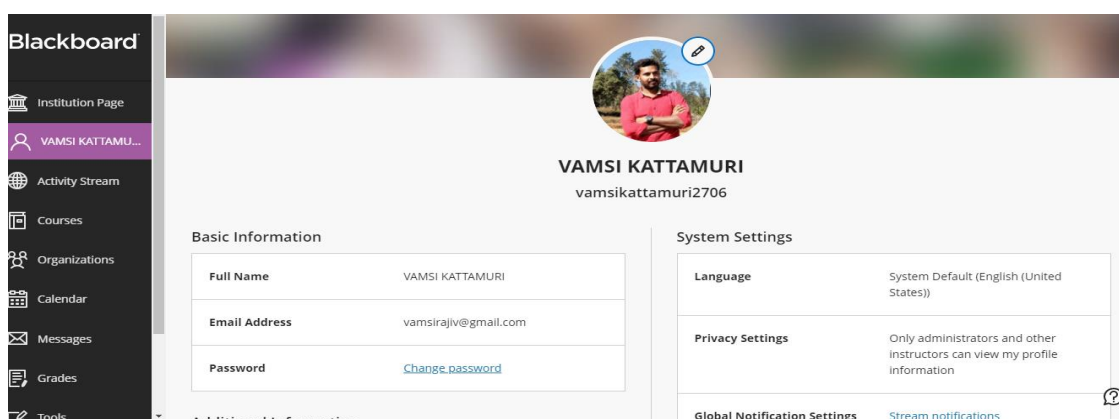 Blackboard
Institution Page
VAMSI KATTAMU...
Activity Stream
Courses
Organizations
Calendar
Messages
Grades
Tools
VAMSI KATTAMURI
vamsikattamuri2706
Basic Information
Full Name VAMSI KATTAMURI
Email Address vamsirajiv@gmail.com
Password Change password
System Settings
Language System Default (English (United
States))
Privacy Settings Only administrators and other
instructors can view my profile
information
Global Notification Settings Stream notifications